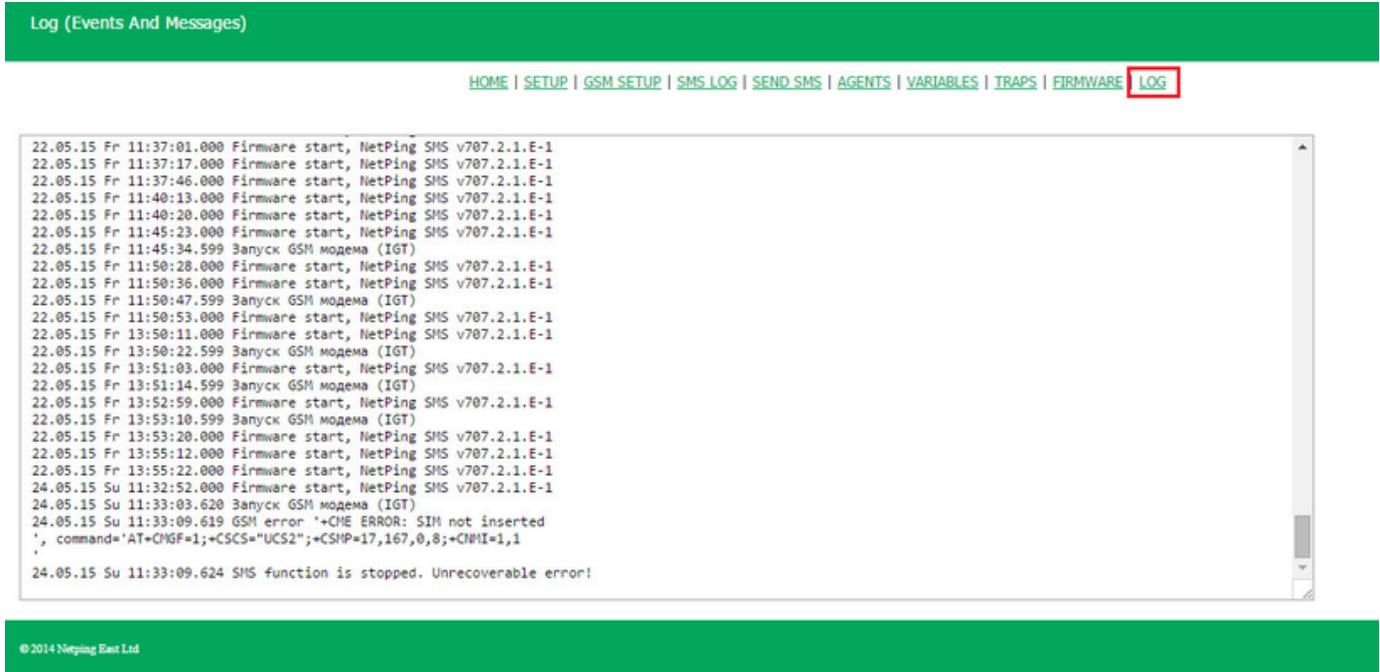 Log (Events And Messages)
HOME | SETUP | GSM SETUP | SMS LOG | SEND SMS | AGENTS | VARIABLES | TRAPS | FIRMWARE | LOG
22.05.15 Fr 11:37:01.000 Firmware start, NetPing SMS v707.2.1.E-1
22.05.15 Fr 11:37:17.000 Firmware start, NetPing SMS v707.2.1.E-1
22.05.15 Fr 11:37:46.000 Firmware start, NetPing SMS v707.2.1.E-1
22.05.15 Fr 11:40:13.000 Firmware start, NetPing SMS v707.2.1.E-1
22.05.15 Fr 11:40:20.000 Firmware start, NetPing SMS v707.2.1.E-1
22.05.15 Fr 11:45:23.000 Firmware start, NetPing SMS v707.2.1.E-1
22.05.15 Fr 11:45:34.599 Запуск GSM модема (IGT)
22.05.15 Fr 11:50:28.000 Firmware start, NetPing SMS v707.2.1.E-1
22.05.15 Fr 11:50:36.000 Firmware start, NetPing SMS v707.2.1.E-1
22.05.15 Fr 11:50:47.599 Запуск GSM модема (IGT)
22.05.15 Fr 11:50:53.000 Firmware start, NetPing SMS v707.2.1.E-1
22.05.15 Fr 13:50:11.000 Firmware start, NetPing SMS v707.2.1.E-1
22.05.15 Fr 13:50:22.599 Запуск GSM модема (IGT)
22.05.15 Fr 13:51:03.000 Firmware start, NetPing SMS v707.2.1.E-1
22.05.15 Fr 13:51:14.599 Запуск GSM модема (IGT)
22.05.15 Fr 13:52:59.000 Firmware start, NetPing SMS v707.2.1.E-1
22.05.15 Fr 13:53:10.599 Запуск GSM модема (IGT)
22.05.15 Fr 13:53:20.000 Firmware start, NetPing SMS v707.2.1.E-1
22.05.15 Fr 13:55:12.000 Firmware start, NetPing SMS v707.2.1.E-1
22.05.15 Fr 13:55:22.000 Firmware start, NetPing SMS v707.2.1.E-1
24.05.15 Su 11:32:52.000 Firmware start, NetPing SMS v707.2.1.E-1
24.05.15 Su 11:33:03.620 Запуск GSM модема (IGT)
24.05.15 Su 11:33:09.619 GSM error '+CME ERROR: SIM not inserted
', command='AT+CMGF=1;+CSCS="UCS2";+CSMP=17,167,0,8;+CNMI=1,1
'
24.05.15 Su 11:33:09.624 SMS function is stopped. Unrecoverable error!
© 2014 Netping East Ltd